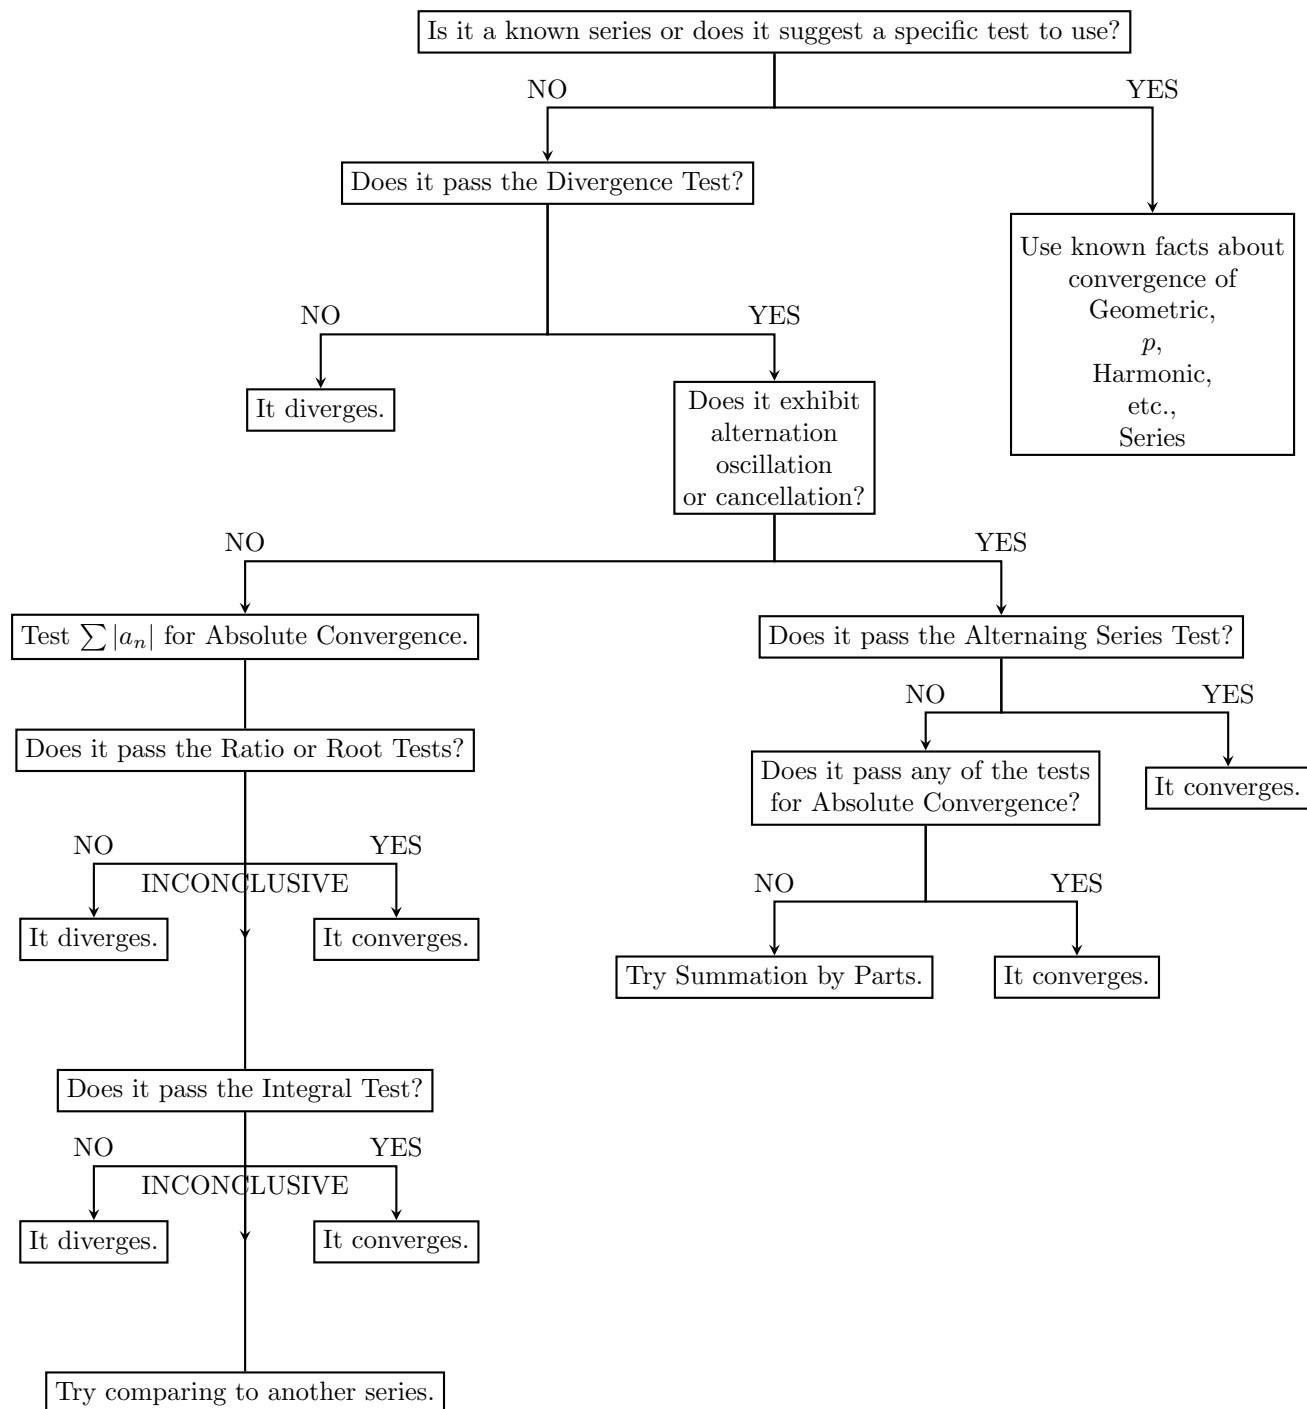 Is it a known series or does it suggest a specific test to use?
NO
YES
Does it pass the Divergence Test?
Use known facts about
convergence of
Geometric,
p,
Harmonic,
etc.,
Series
NO
YES
It diverges.
Does it exhibit
alternation
oscillation
or cancellation?
NO
YES
Test ∑|aₙ| for Absolute Convergence.
Does it pass the Alternaing Series Test?
NO
YES
Does it pass the Ratio or Root Tests?
Does it pass any of the tests
for Absolute Convergence?
It converges.
NO
YES
INCONCLUSIVE
NO
YES
It diverges.
It converges.
Try Summation by Parts.
It converges.
Does it pass the Integral Test?
NO
YES
INCONCLUSIVE
It diverges.
It converges.
Try comparing to another series.